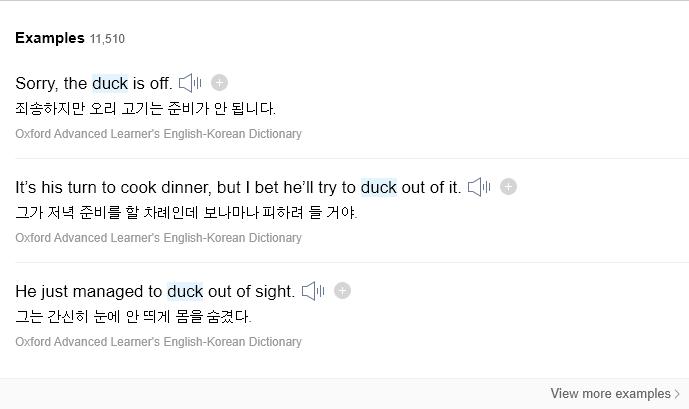 Examples 11,510
Sorry, the duck is off.
죄송하지만 오리 고기는 준비가 안 됩니다.
Oxford Advanced Learner's English-Korean Dictionary
It's his turn to cook dinner, but I bet he'll try to duck out of it.
그가 저녁 준비를 할 차례인데 보나마나 피하려 들 거야.
Oxford Advanced Learner's English-Korean Dictionary
He just managed to duck out of sight.
그는 간신히 눈에 안 띄게 몸을 숨겼다.
Oxford Advanced Learner's English-Korean Dictionary
View more examples